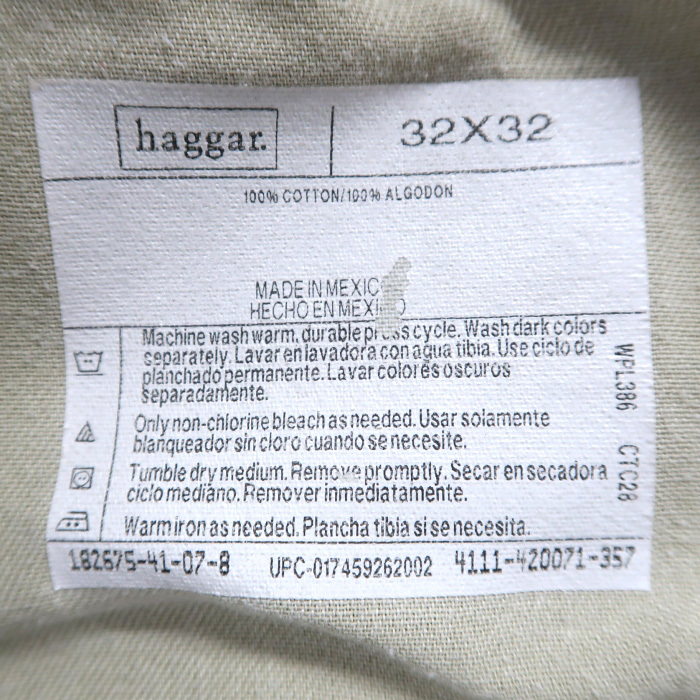 haggar.
32X32
100% COTTON/100% ALGODON
MADE IN MEXIC
HECHO EN MEXI O
Machine wash warm, durable press cycle. Wash dark colors
separately. Lavar en lavadora con agua tibia. Use ciclo de
planchado permanente. Lavar colores oscuros
separadamente.
Only non-chlorine bleach as needed. Usar solamente
blanqueador sin cloro cuando se necesite.
Tumble dry medium. Remove promptly. Secar en secadora
ciclo mediano. Remover inmediatamente.
Warm iron as needed. Plancha tibia si se necesita.
WPL386 CTC28
182675-41-07-8 UPC-017459262002 4111-420071-357